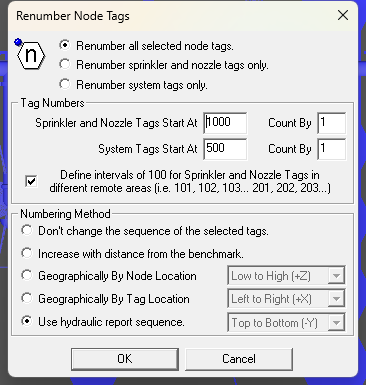 Renumber Node Tags
n
Renumber all selected node tags.
Renumber sprinkler and nozzle tags only.
Renumber system tags only.
Tag Numbers
Sprinkler and Nozzle Tags Start At 1000 Count By 1
System Tags Start At 500 Count By 1
Define intervals of 100 for Sprinkler and Nozzle Tags in
different remote areas (i.e. 101, 102, 103... 201, 202, 203...)
Numbering Method
Don't change the sequence of the selected tags.
Increase with distance from the benchmark.
Geographically By Node Location Low to High (+Z)
Geographically By Tag Location Left to Right (+X)
Use hydraulic report sequence. Top to Bottom (-Y)
OK Cancel